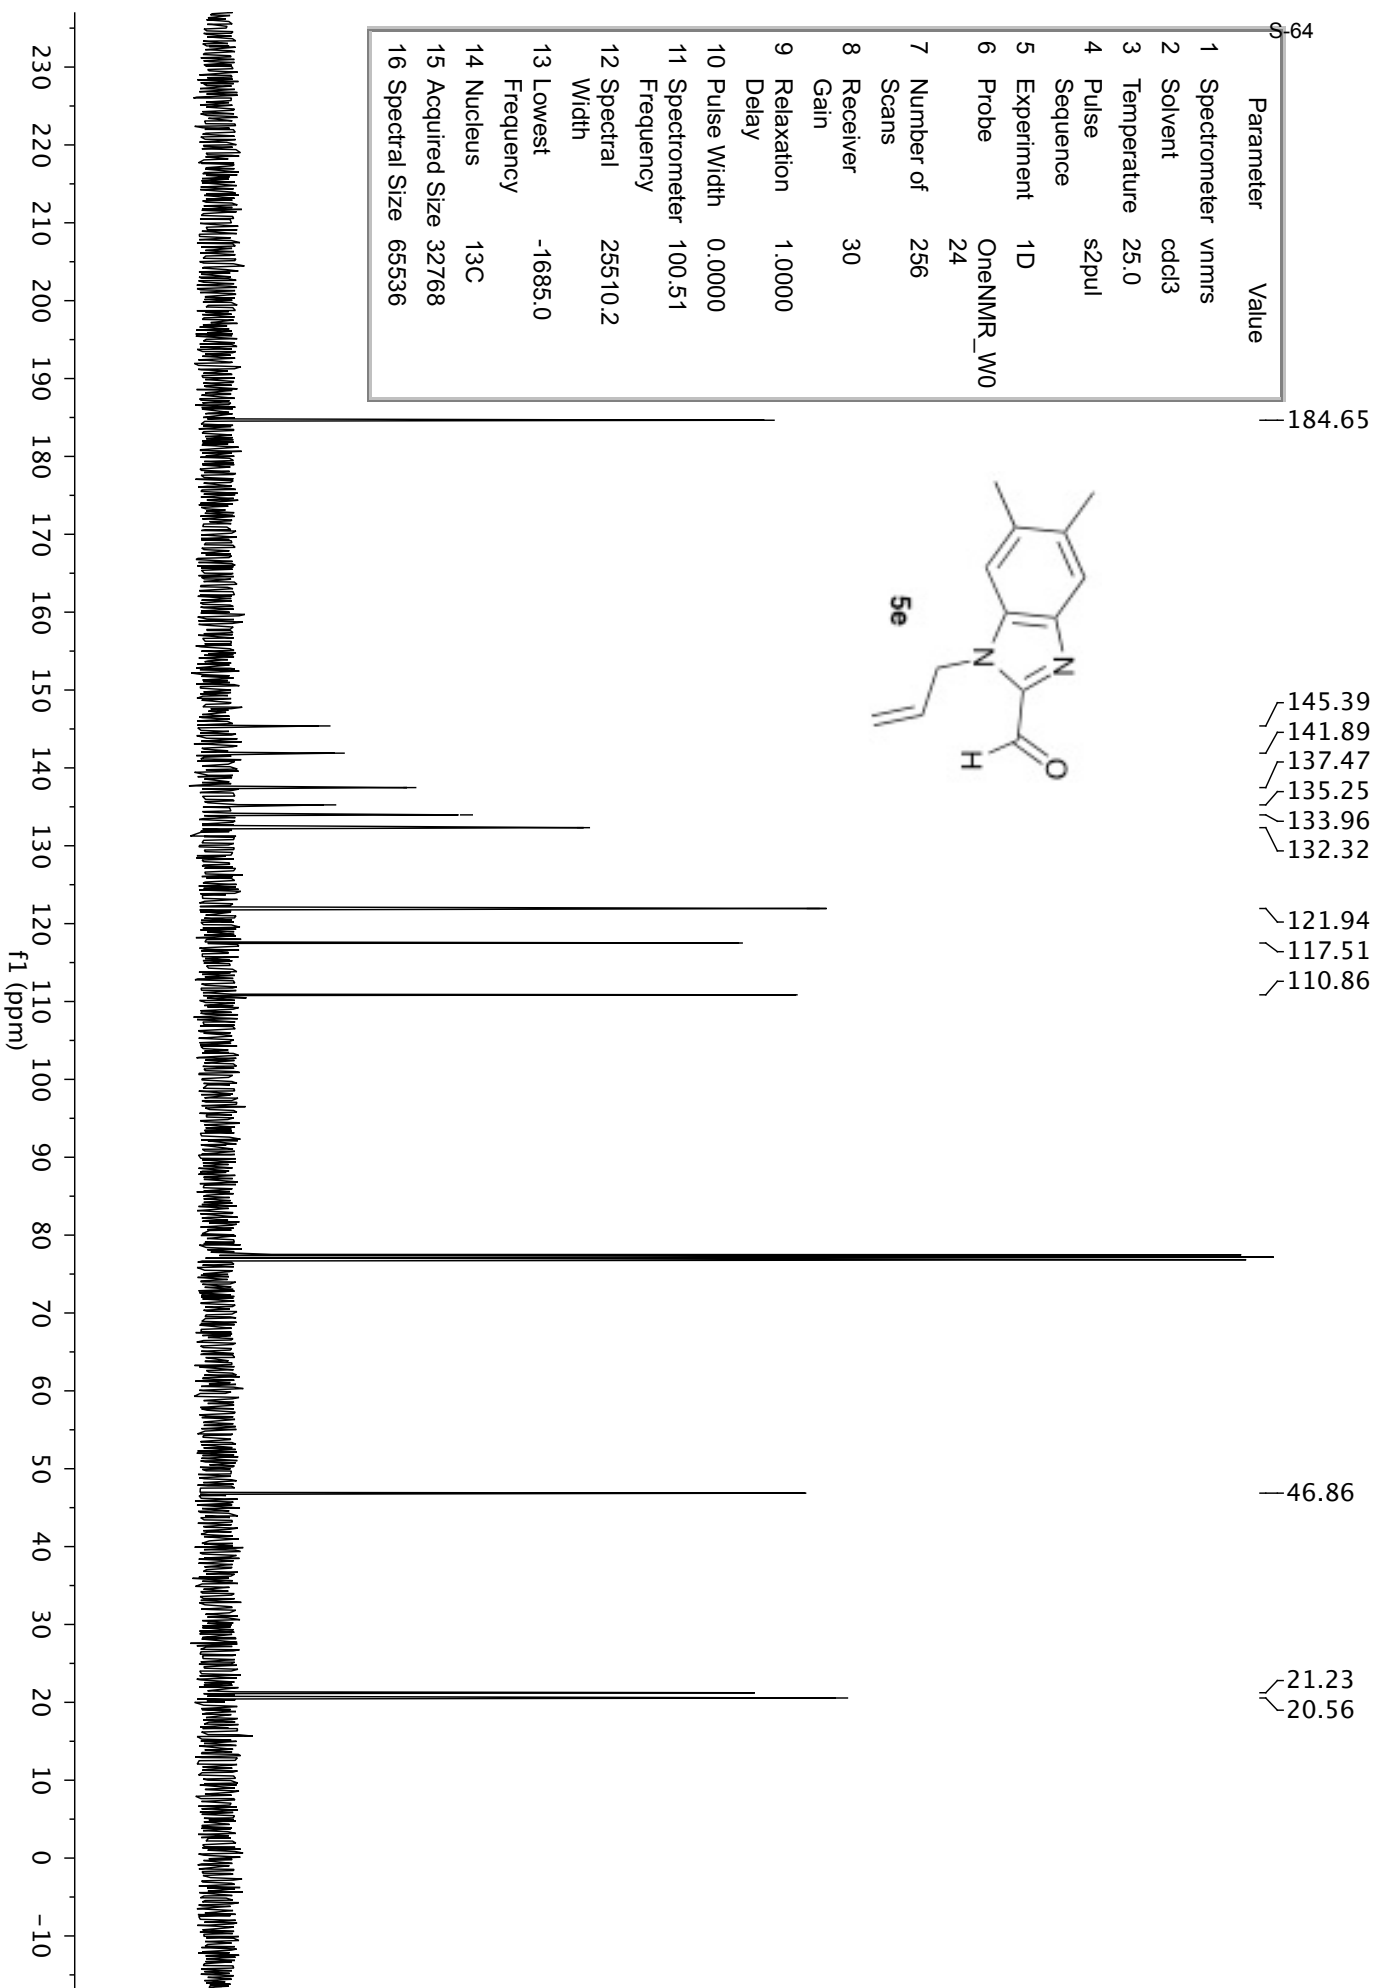 S-64
Parameter Value
1 Spectrometer vnmrs
2 Solvent cdcl3
3 Temperature 25.0
4 Pulse s2pul
Sequence
5 Experiment 1D
6 Probe OneNMR_W0
24
7 Number of 256
Scans
8 Receiver 30
Gain
9 Relaxation 1.0000
Delay
10 Pulse Width 0.0000
11 Spectrometer 100.51
Frequency
12 Spectral 25510.2
Width
13 Lowest -1685.0
Frequency
14 Nucleus 13C
15 Acquired Size 32768
16 Spectral Size 65536
184.65
145.39
141.89
137.47
135.25
133.96
132.32
121.94
117.51
110.86
46.86
21.23
20.56
N
O
N
H
5e
230 220 210 200 190 180 170 160 150 140 130 120 110 100 90 80 70 60 50 40 30 20 10 0 -10
f1 (ppm)